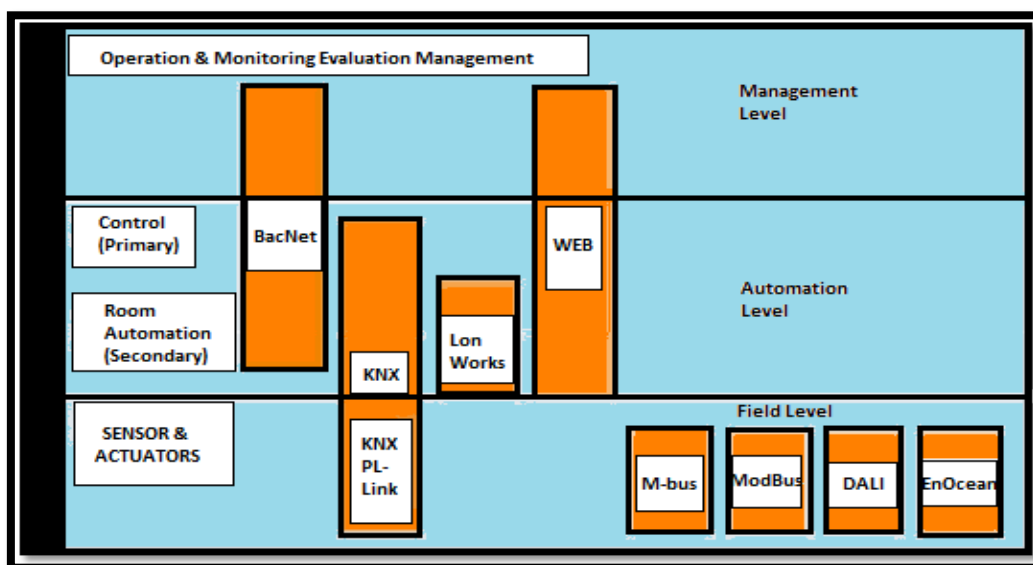 Operation & Monitoring Evaluation Management
Management
Level
Control
(Primary)
BacNet
WEB
Room
Automation
(Secondary)
Automation
Level
Lon
Works
KNX
SENSOR &
ACTUATORS
KNX
PL-
Link
Field Level
M-bus
ModBus
DALI
EnOcean